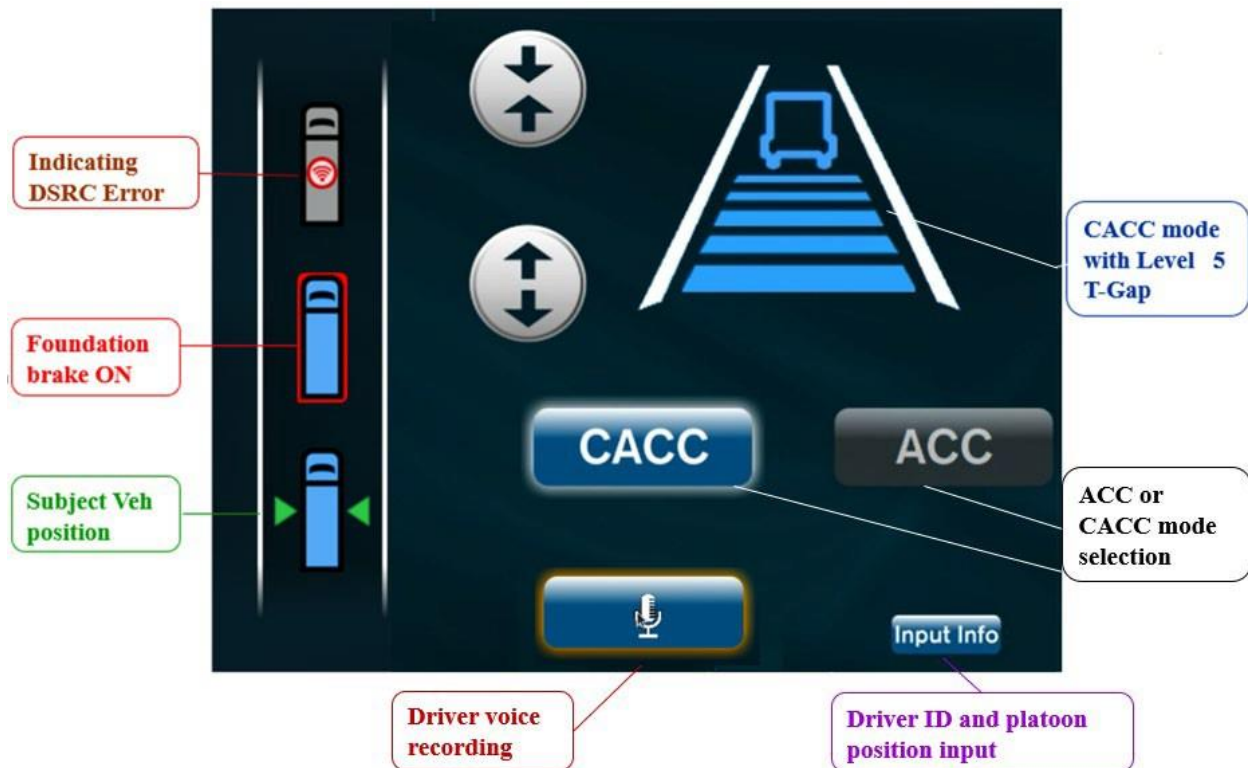 Indicating
DSRC Error
Foundation
brake ON
Subject Veh
position
CACC mode
with Level 5
T-Gap
CACC
ACC
ACC or
CACC mode
selection
Input Info
Driver voice
recording
Driver ID and platoon
position input